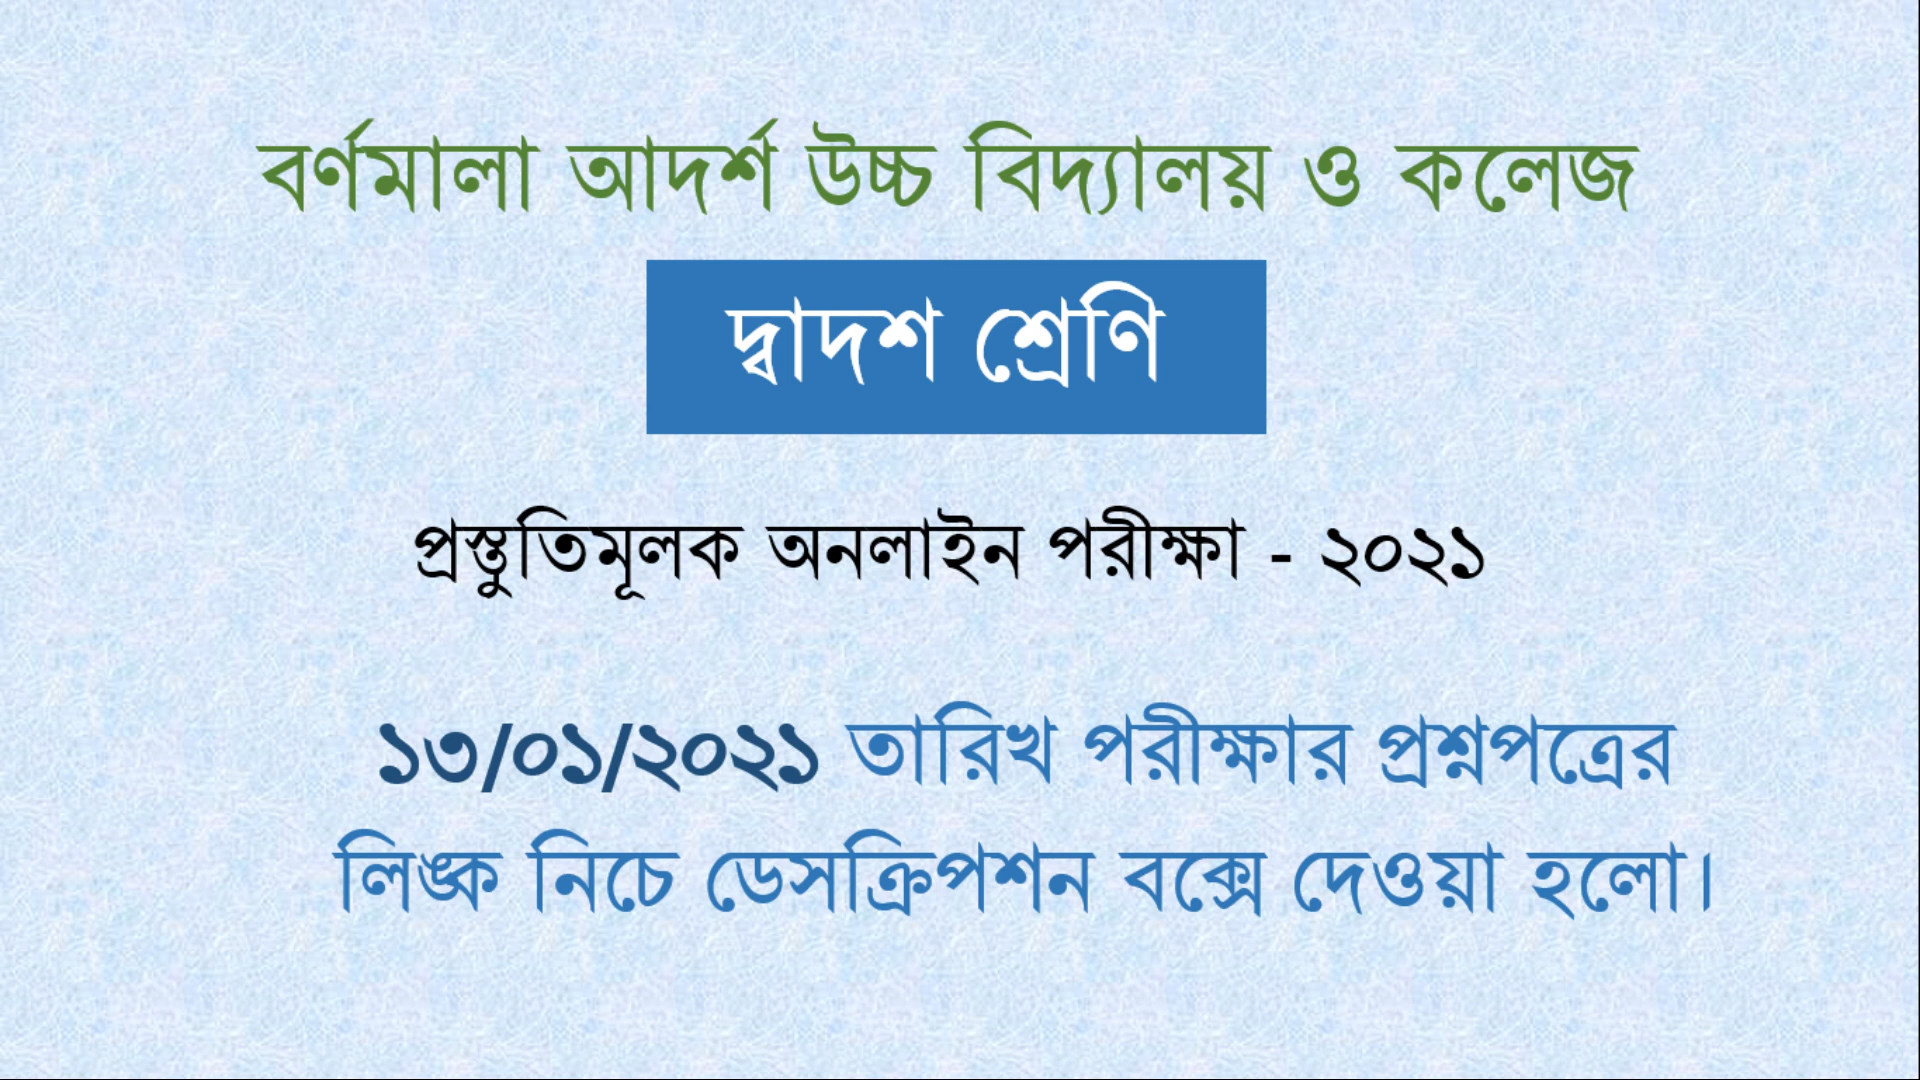 বর্ণমালা আদর্শ উচ্চ বিদ্যালয় ও কলেজ
দ্বাদশ শ্রেণি
প্রস্তুতিমূলক অনলাইন পরীক্ষা - ২০২১
১৩/০১/২০২১ তারিখ পরীক্ষার প্রশ্নপত্রের
লিঙ্ক নিচে ডেসক্রিপশন বক্সে দেওয়া হলো।